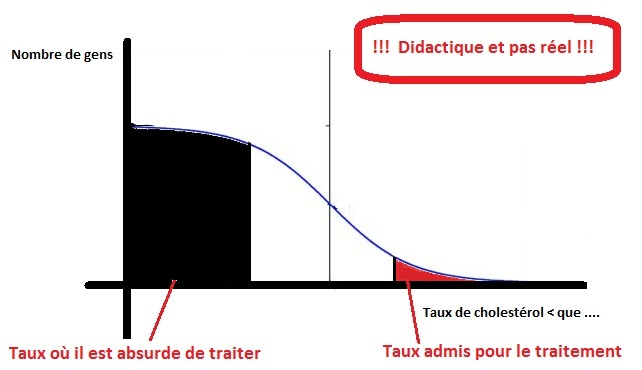 !!! Didactique et pas réel !!!
Nombre de gens
Taux de cholestérol < que ....
Taux où il est absurde de traiter
Taux admis pour le traitement